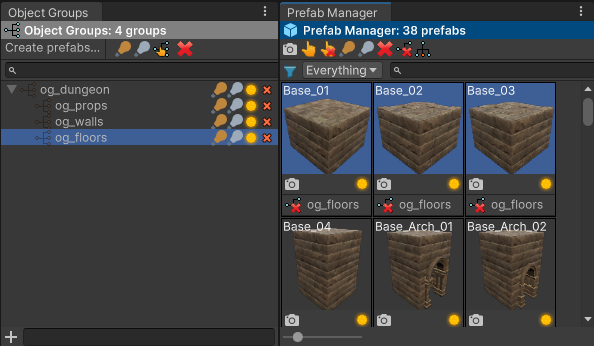 Object Groups
Object Groups: 4 groups
Create prefabs...
og_dungeon
og_props
og_walls
og_floors
Prefab Manager
Prefab Manager: 38 prefabs
Everything
Base_01 Base_02 Base_03
og_floors og_floors og_floors
Base_04 Base_Arch_01 Base_Arch_02